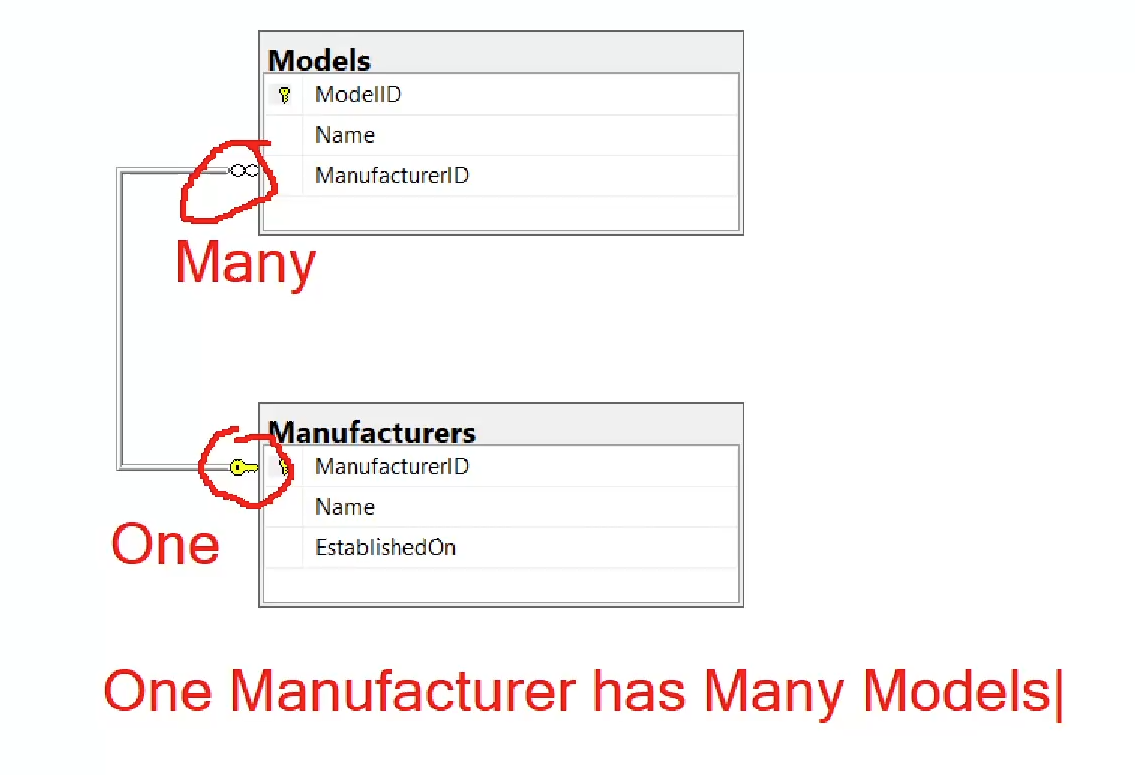 Models
ModelID
Name
ManufacturerID
Many
Manufacturers
ManufacturerID
Name
EstablishedOn
One
One Manufacturer has Many Models